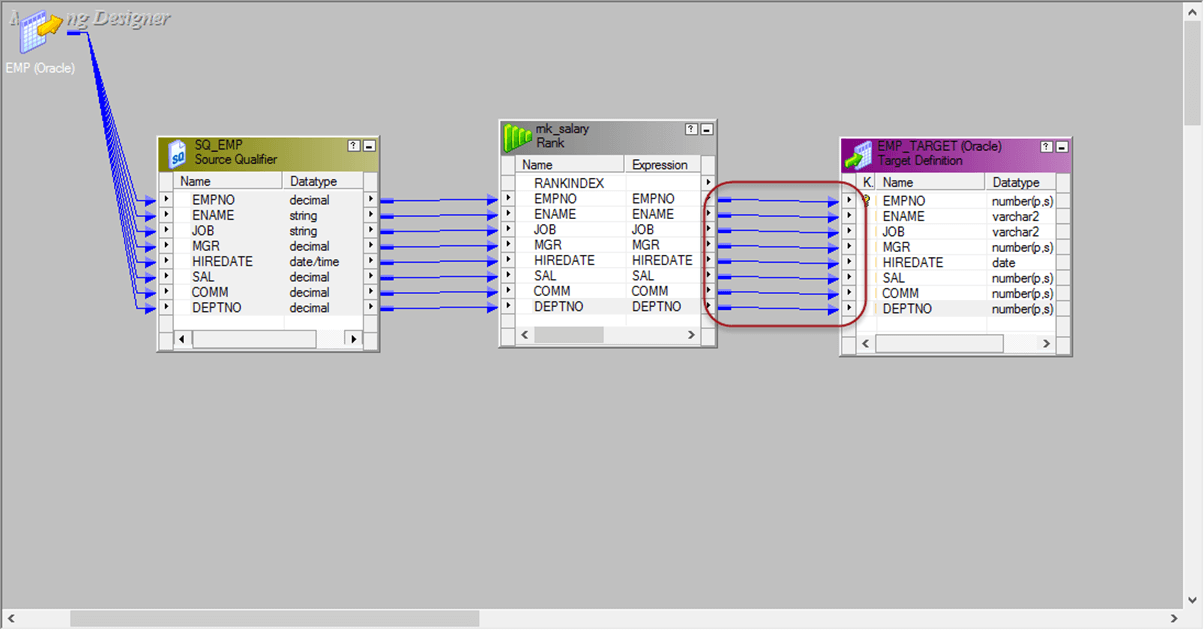 Mapping Designer
EMP (Oracle)
SQ_EMP
Source Qualifier
Name Datatype
EMPNO decimal
ENAME string
JOB string
MGR decimal
HIREDATE date/time
SAL decimal
COMM decimal
DEPTNO decimal
rnk_salary
Rank
Name Expression
RANKINDEX
EMPNO EMPNO
ENAME ENAME
JOB JOB
MGR MGR
HIREDATE HIREDATE
SAL SAL
COMM COMM
DEPTNO DEPTNO
EMP_TARGET (Oracle)
Target Definition
K. Name Datatype
EMPNO number(p,s)
ENAME varchar2
JOB varchar2
MGR number(p,s)
HIREDATE date
SAL number(p,s)
COMM number(p,s)
DEPTNO number(p,s)